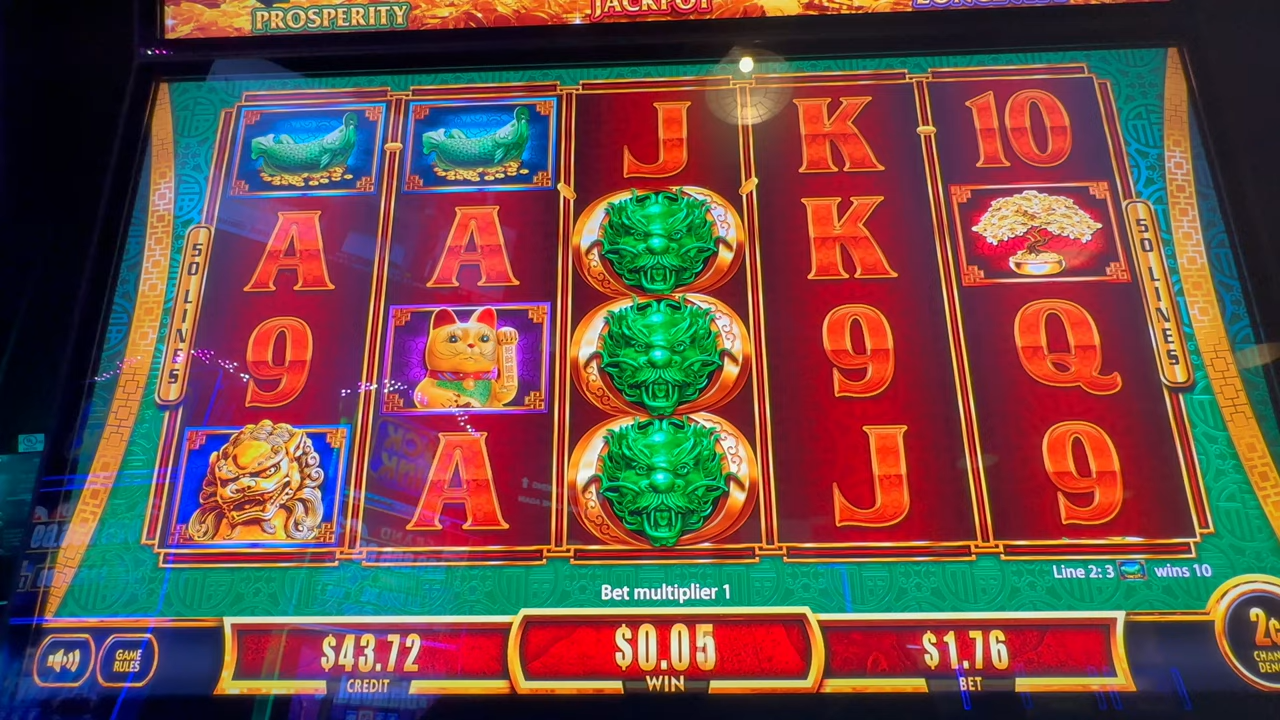 PROSPERITY
JACKPOT
J K 10
A A K
50 LINES
50 LINES
9 9 Q
A J 9
Line 2: 3 wins 10
Bet multiplier 1
GAME RULES
$43.72
CREDIT
$0.05
WIN
$1.76
BET
2¢